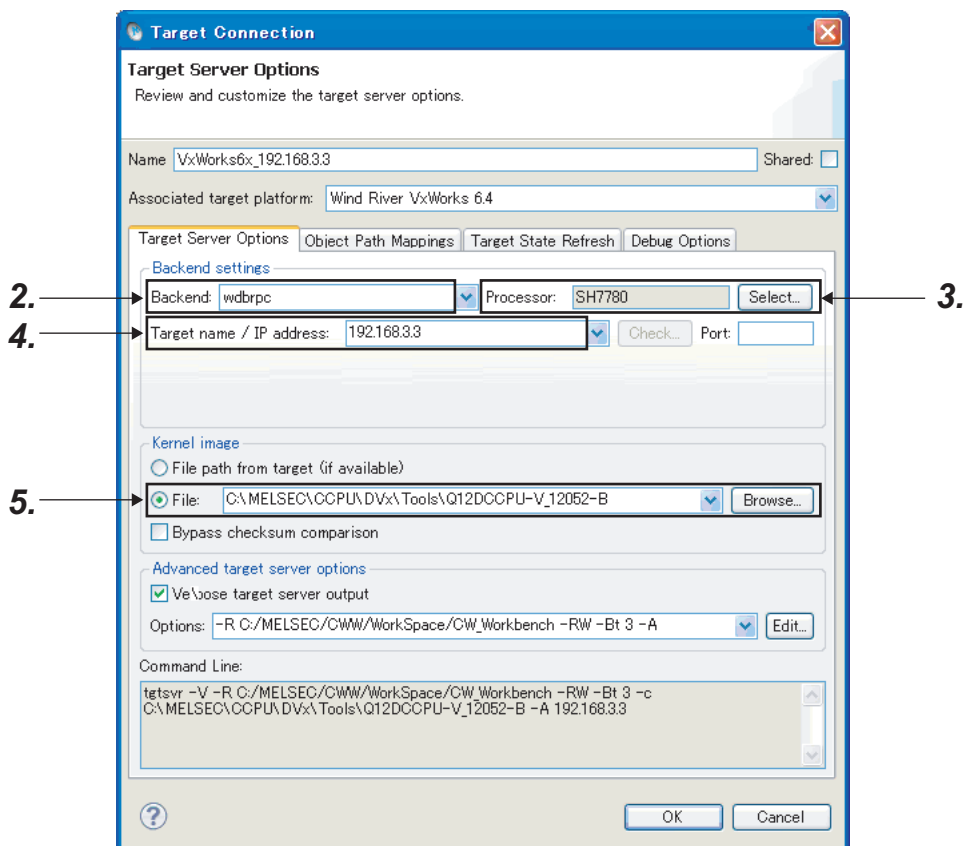 Target Connection
Target Server Options
Review and customize the target server options.
Name VxWorks6x_192.168.3.3 Shared:
Associated target platform: Wind River VxWorks 6.4
Target Server Options Object Path Mappings Target State Refresh Debug Options
Backend settings
2. Backend: wdbrpc Processor: SH7780 Select... 3.
4. Target name / IP address: 192.168.3.3 Check... Port:
Kernel image
File path from target (if available)
5. File: C:\MELSEC\CCPU\DVx\Tools\Q12DCCPU-V_12052-B Browse...
Bypass checksum comparison
Advanced target server options
Ve\bose target server output
Options: -R C:/MELSEC/CWW/WorkSpace/CW_Workbench -RW -Bt 3 -A Edit...
Command Line:
tgtsvr -V -R C:/MELSEC/CWW/WorkSpace/CW_Workbench -RW -Bt 3 -c
C:\MELSEC\CCPU\DVx\Tools\Q12DCCPU-V_12052-B -A 192.168.3.3
? OK Cancel